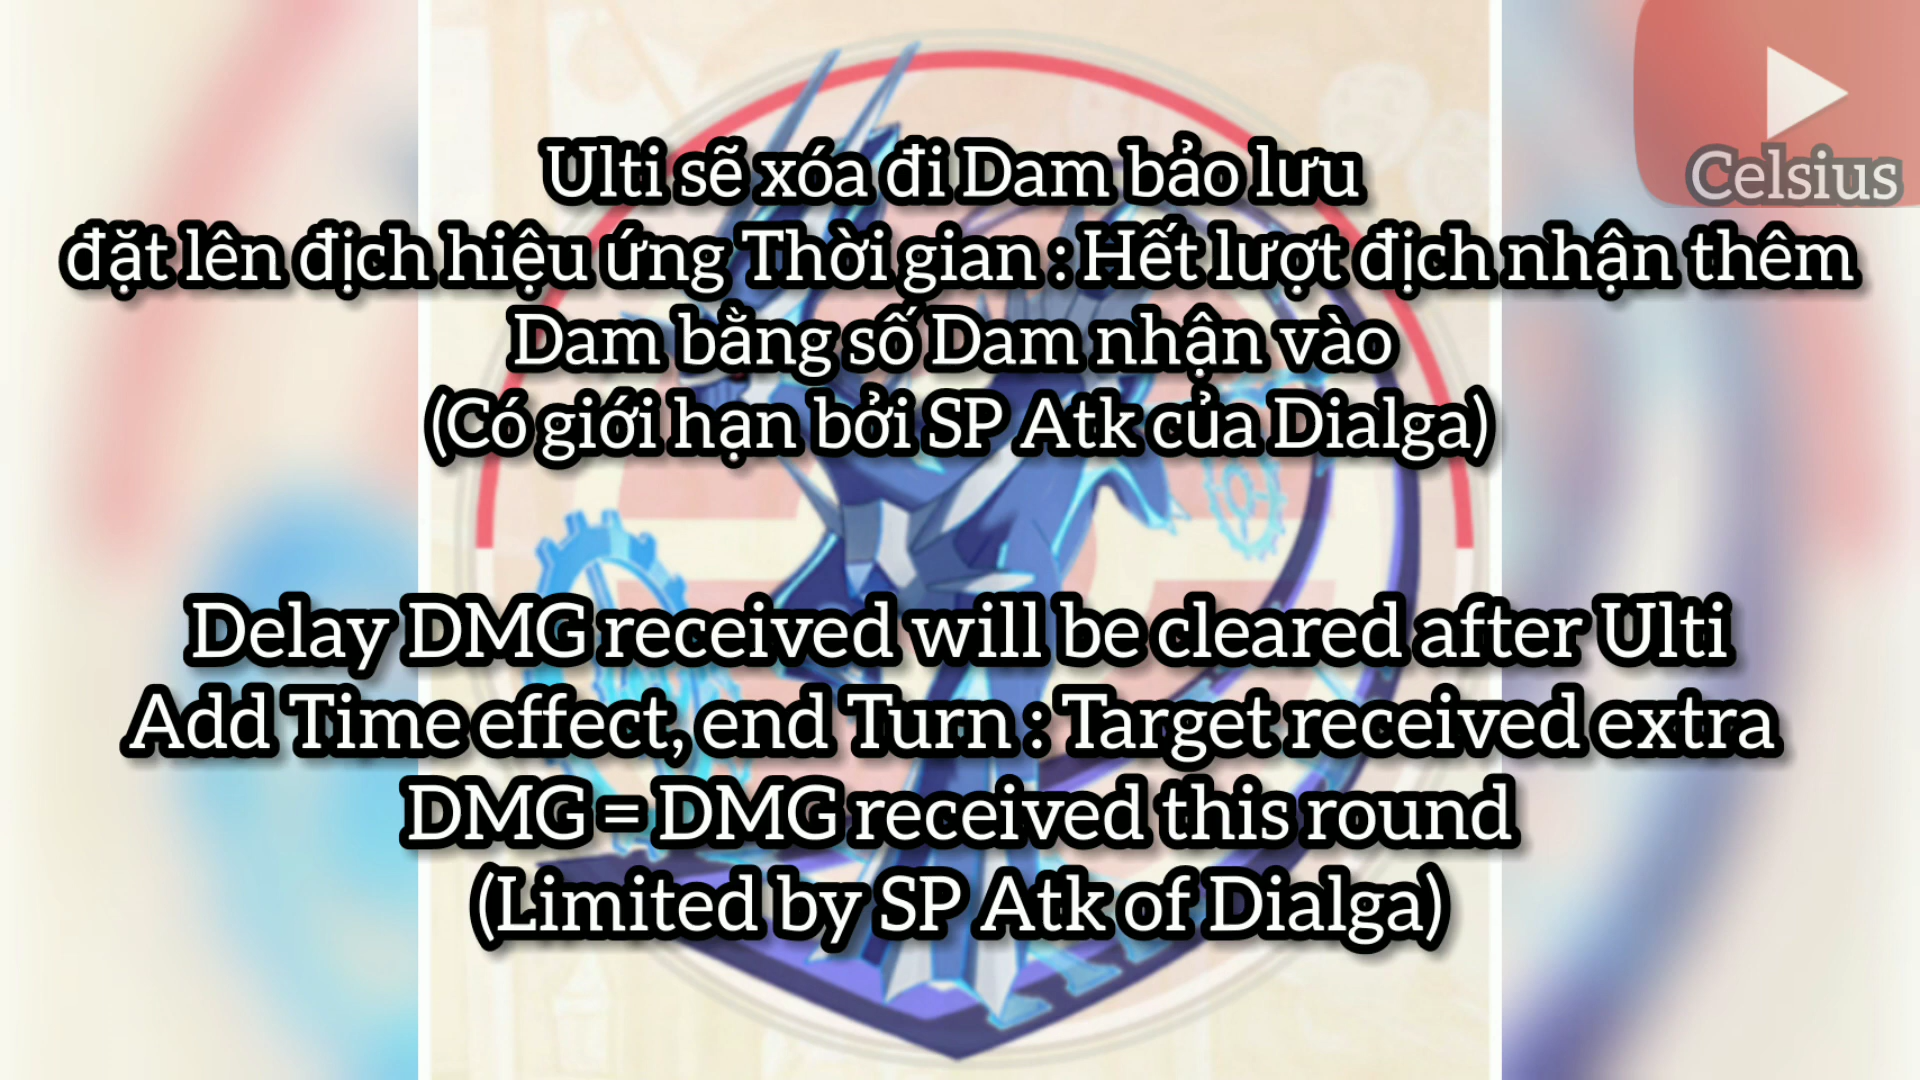 Celsius
Ulti sẽ xóa đi Dam bảo lưu
đặt lên địch hiệu ứng Thời gian : Hết lượt địch nhận thêm
Dam bằng số Dam nhận vào
(Có giới hạn bởi SP Atk của Dialga)
Delay DMG received will be cleared after Ulti
Add Time effect, end Turn : Target received extra
DMG = DMG received this round
(Limited by SP Atk of Dialga)